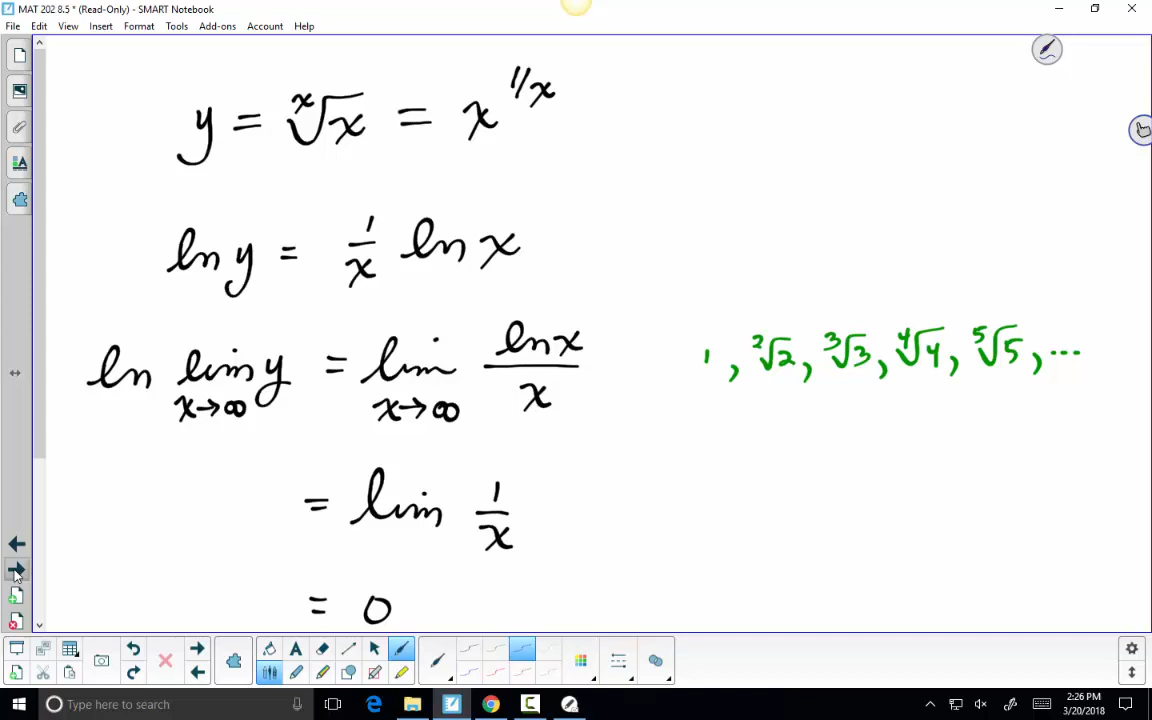 MAT 202 8.5 * (Read-Only) - SMART Notebook
File Edit View Insert Format Tools Add-ons Account Help
y = ˣ√x = x^(1/x)
ln y = 1/x ln x
ln lim y = lim ln x / x
x→∞ x→∞
1, ²√2, ³√3, ⁴√4, ⁵√5, ...
= lim 1/x
= 0
Type here to search
2:26 PM
3/20/2018